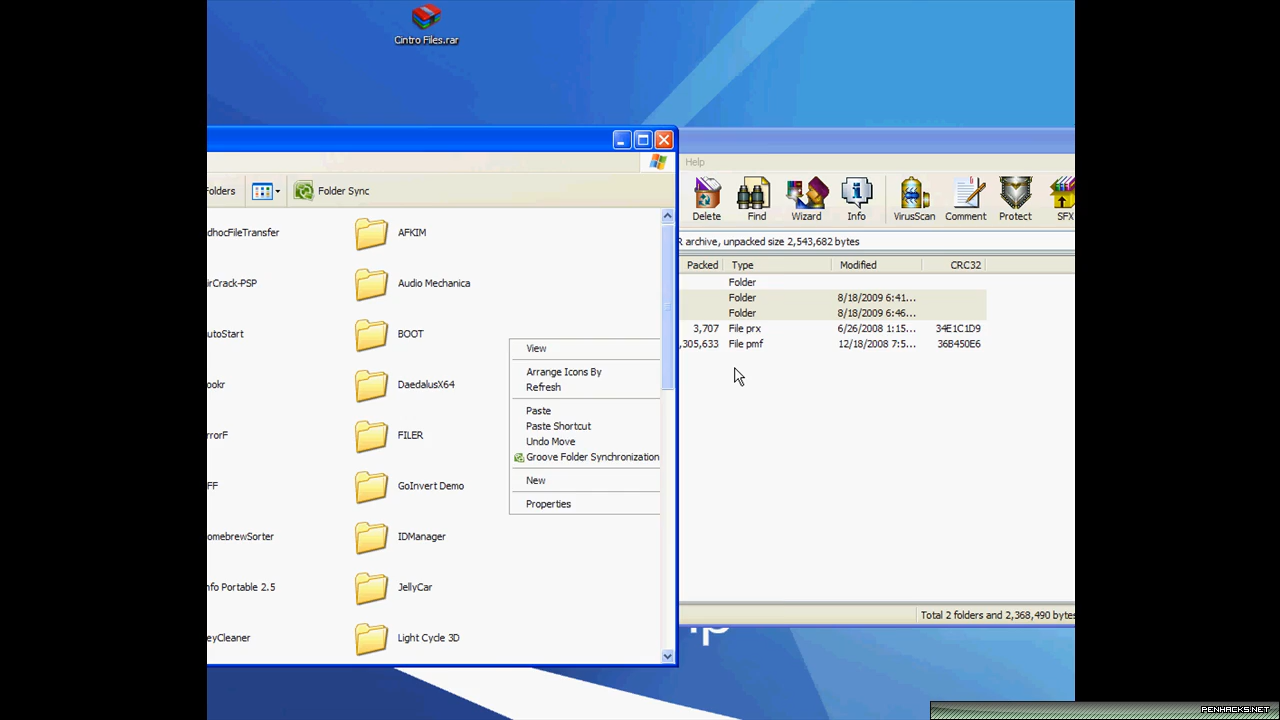 Cintro Files.rar
Help
olders
Folder Sync
Delete
Find
Wizard
Info
VirusScan
Comment
Protect
SFX
R archive, unpacked size 2,543,682 bytes
Packed Type Modified CRC32
Folder
Folder 8/18/2009 6:41...
Folder 8/18/2009 6:46...
3,707 File prx 6/26/2008 1:15... 34E1C1D9
,305,633 File pmf 12/18/2008 7:5... 36B450E6
dhocFileTransfer
AFKIM
irCrack-PSP
Audio Mechanica
utoStart
BOOT
ookr
DaedalusX64
rrorF
FILER
FF
GoInvert Demo
omebrewSorter
IDManager
nfo Portable 2.5
JellyCar
eyCleaner
Light Cycle 3D
View
Arrange Icons By
Refresh
Paste
Paste Shortcut
Undo Move
Groove Folder Synchronization
New
Properties
Total 2 folders and 2,368,490 bytes
ip
PENHACKS.NET